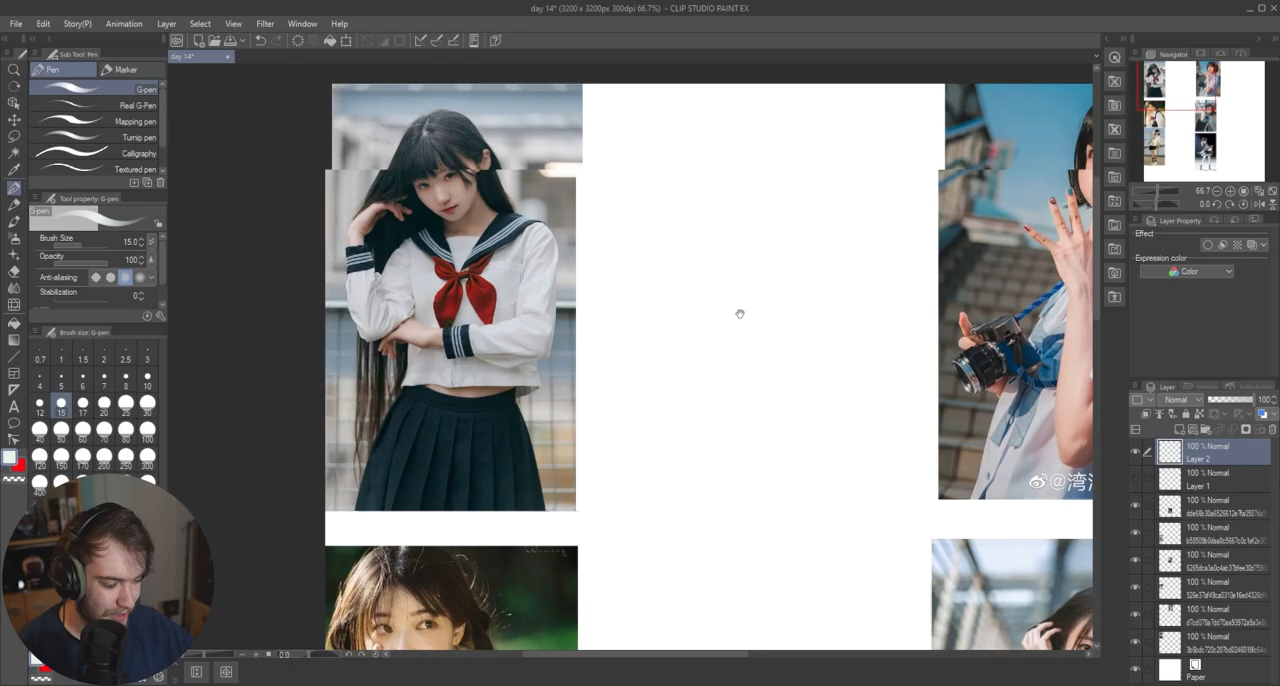 day 14* (3200 x 3200px 300dpi 66.7%) - CLIP STUDIO PAINT EX
File Edit Story(P) Animation Layer Select View Filter Window Help
Sub Tool: Pen
day 14*
Pen Marker
G-pen
Real G-Pen
Mapping pen
Turnip pen
Calligraphy
Textured pen
Tool property: G-pen
G-pen
Brush Size 15.0
Opacity 100
Anti-aliasing
Stabilization 0
Brush size: G-pen
0.7 1 1.5 2 2.5 3
4 5 6 7 8 10
12 15 17 20 25 30
40 50 60 70 80 100
120 150 170 200 250 300
400
Navigator
66.7
0.0
Layer Property
Effect
Expression color
Color
Layer
Normal 100
100 % Normal
Layer 2
100 % Normal
Layer 1
100 % Normal
100 % Normal
100 % Normal
100 % Normal
100 % Normal
100 % Normal
Paper